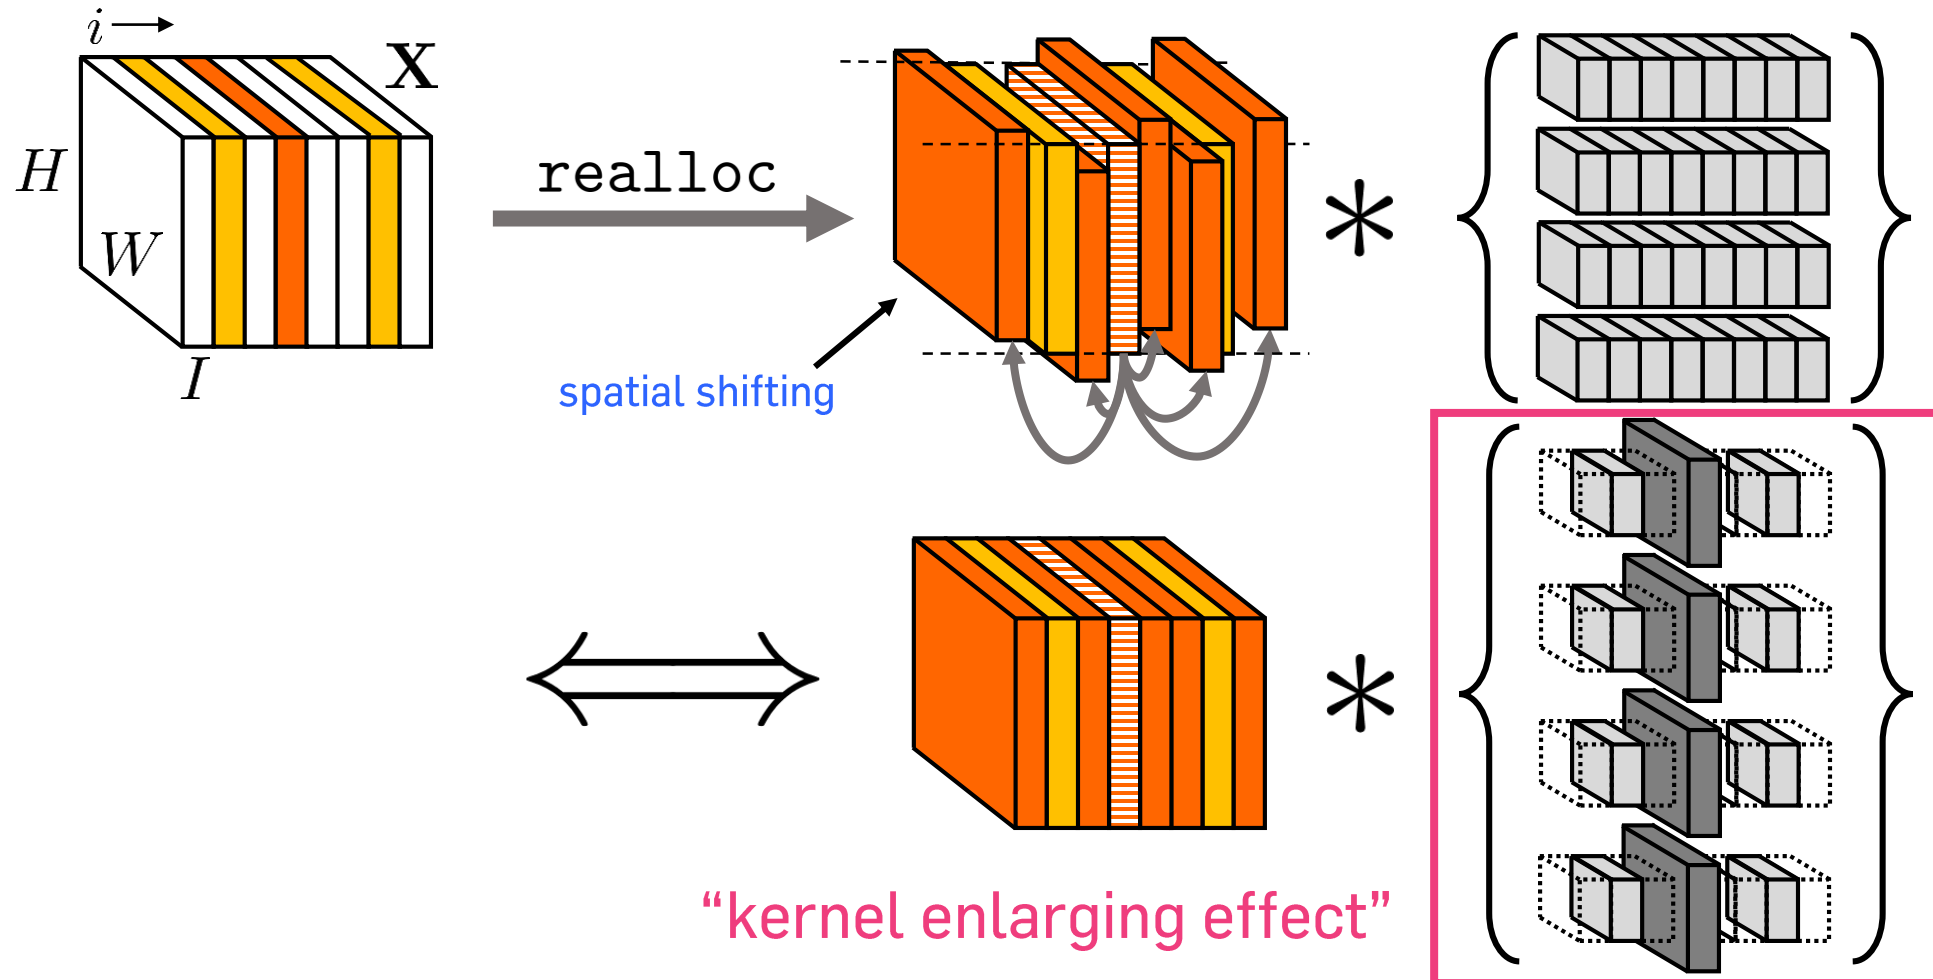 i
X
H
W
I
realloc
*
spatial shifting
*
“kernel enlarging effect”